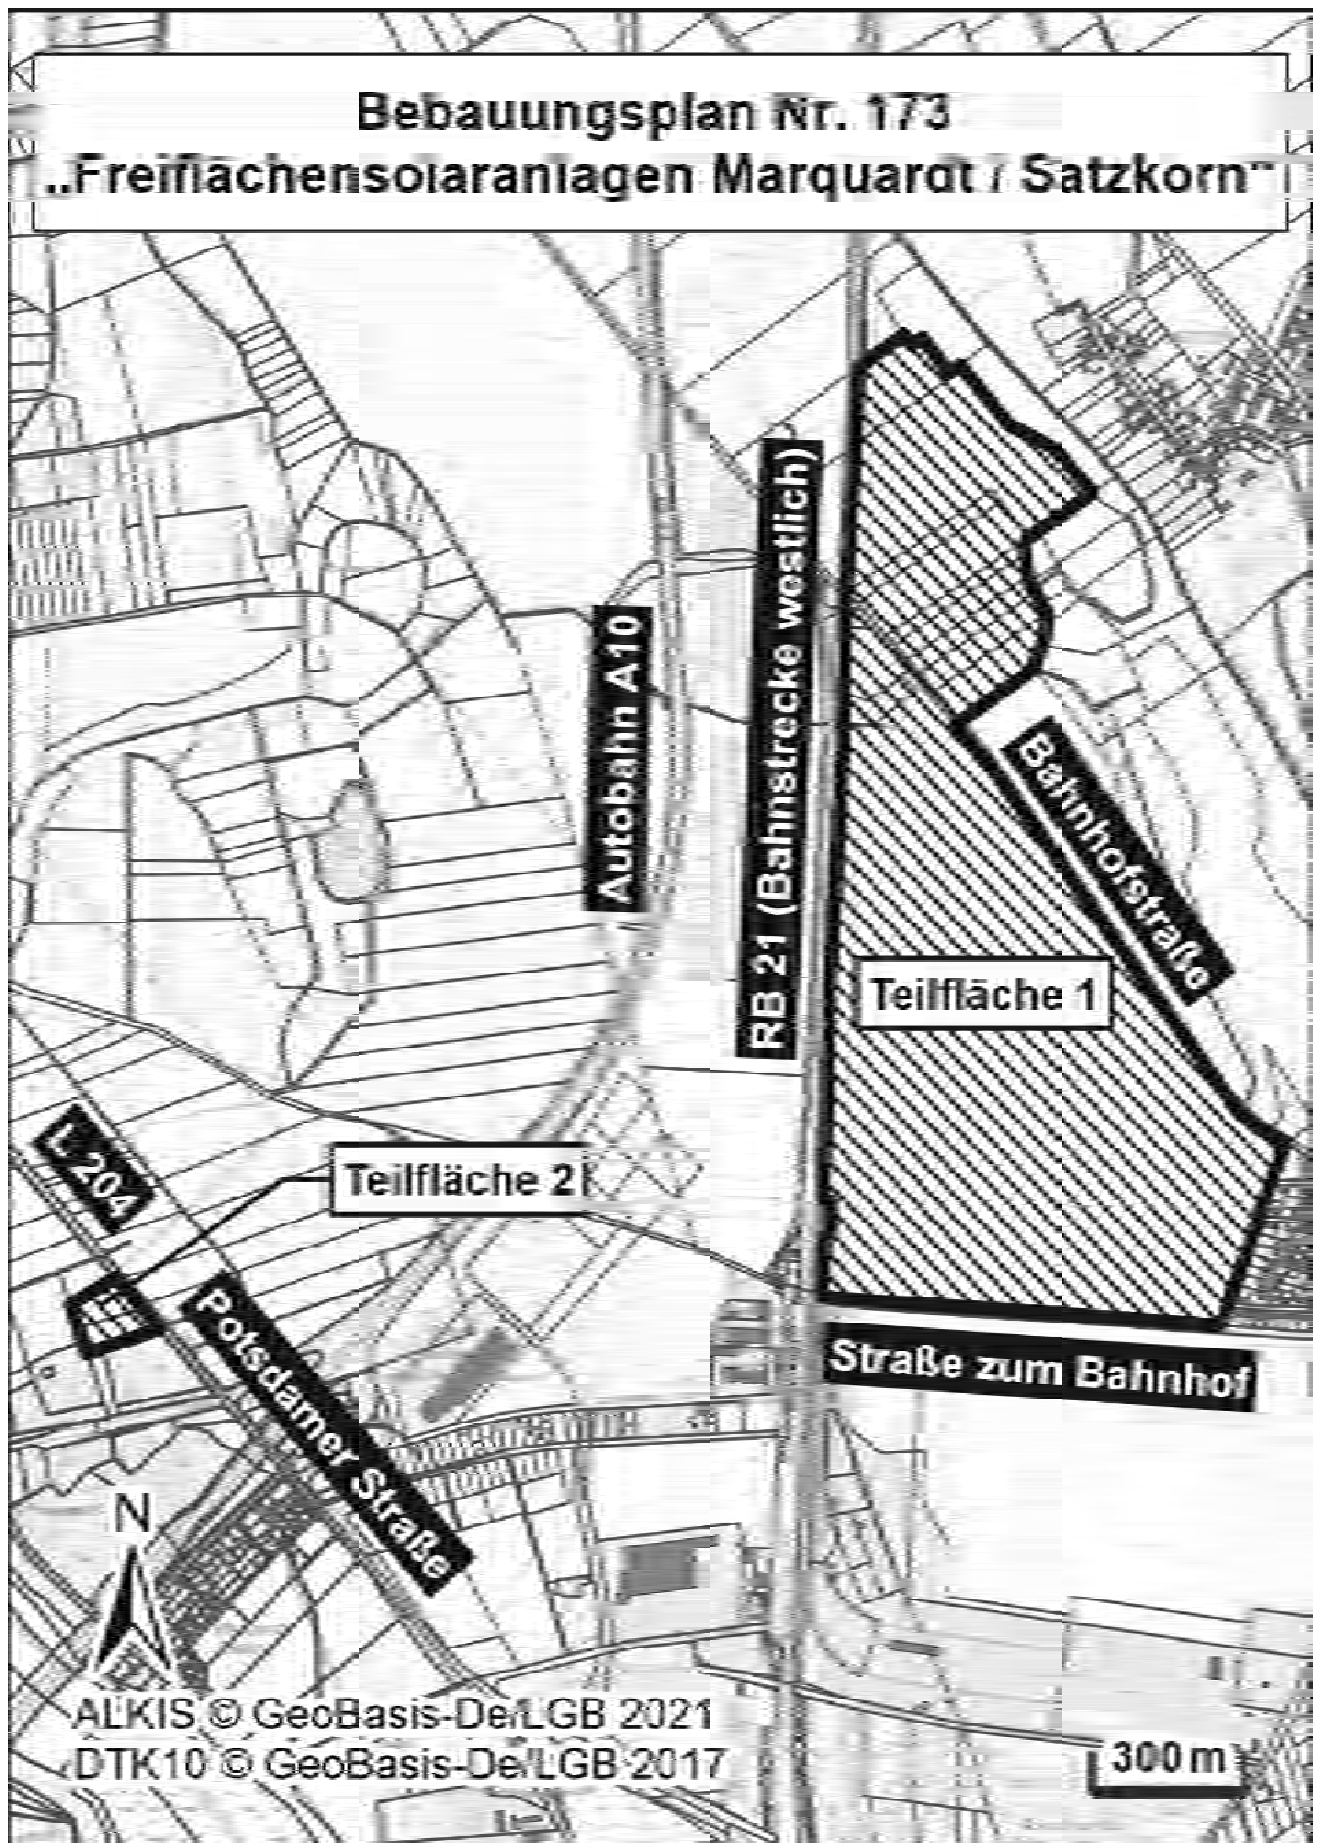 Bebauungsplan Nr. 173
„Freiflächensolaranlagen Marquardt / Satzkorn"
RB 21 (Bahnstrecke westlich)
Autobahn A10
Bahnhofstraße
Teilfläche 1
L 204
Teilfläche 2
Potsdamer Straße
Straße zum Bahnhof
N
ALKIS © GeoBasis-De/LGB 2021
DTK10 © GeoBasis-De/LGB 2017
300 m